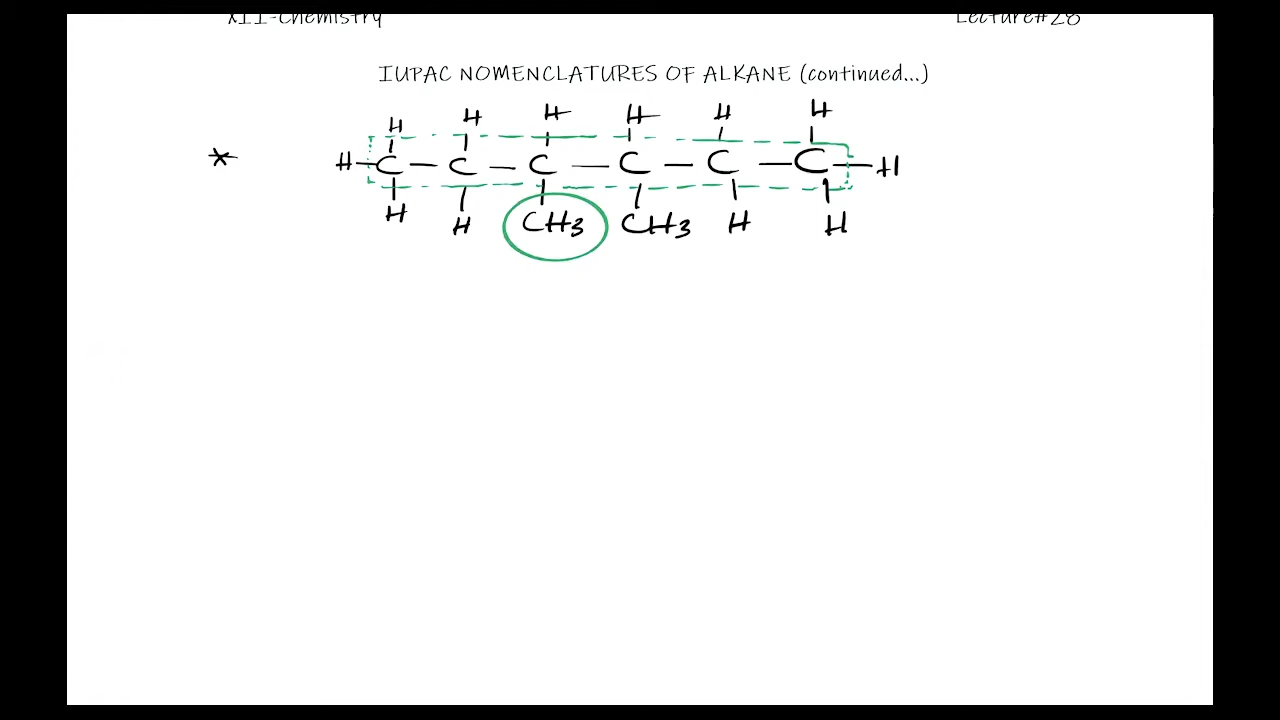 XII-Chemistry Lecture#28
IUPAC NOMENCLATURES OF ALKANE (continued...)
H H H H H H
* H-C-C-C-C-C-C-H
H H CH3 CH3 H H